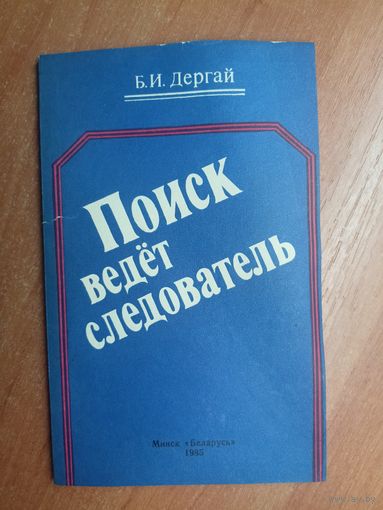 Б.И. Дергай
Поиск
ведёт
следователь
Минск «Беларусь»
1985